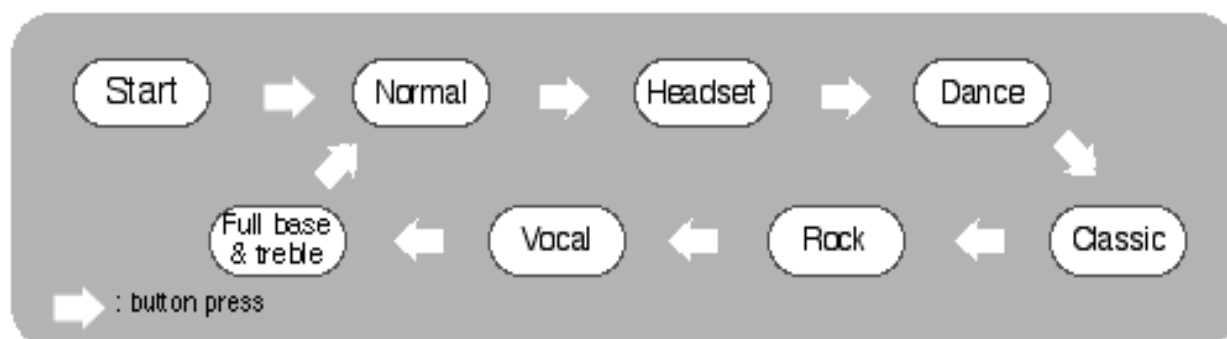 Start
Normal
Headset
Dance
Classic
Rock
Vocal
Full base
& treble
: button press